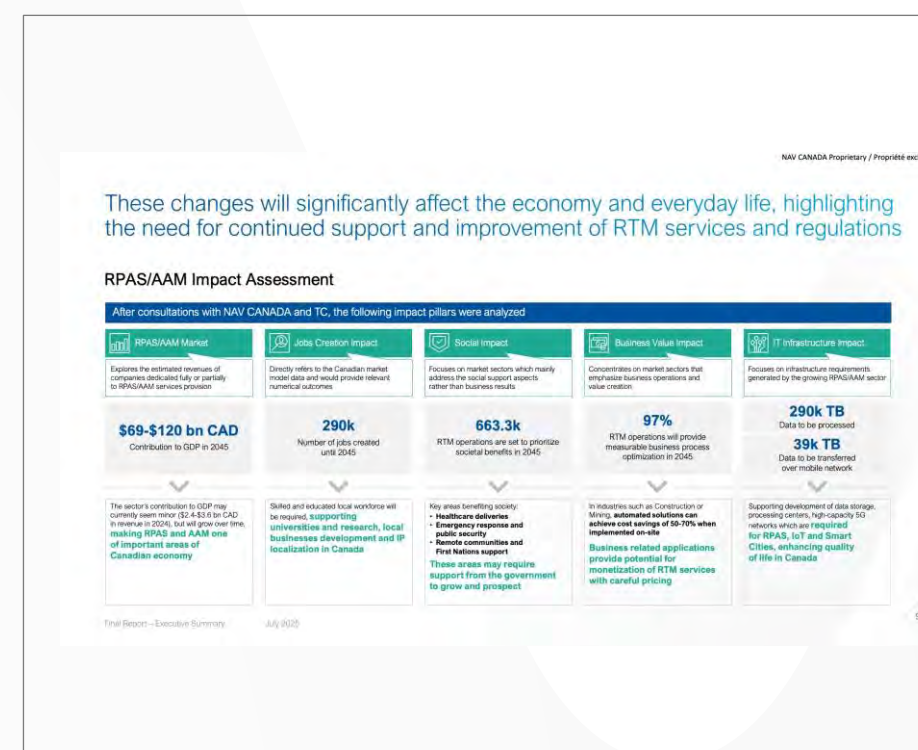 NAV CANADA Proprietary / Propriété exc
These changes will significantly affect the economy and everyday life, highlighting
the need for continued support and improvement of RTM services and regulations
RPAS/AAM Impact Assessment
After consultations with NAV CANADA and TC, the following impact pillars were analyzed
RPAS/AAM Market
Explores the estimated revenues of
companies dedicated fully or partially
to RPAS/AAM services provision
$69-$120 bn CAD
Contribution to GDP in 2045
The sector's contribution to GDP may
currently seem minor ($2.4-$3.6 bn CAD
in revenue in 2024), but will grow over time,
making RPAS and AAM one
of important areas of
Canadian economy
Jobs Creation Impact
Directly refers to the Canadian market
model data and would provide relevant
numerical outcomes
290k
Number of jobs created
until 2045
Skilled and educated local workforce will
be required, supporting
universities and research, local
businesses development and IP
localization in Canada
Social Impact
Focuses on market sectors which mainly
address the social support aspects
rather than business results
663.3k
RTM operations are set to prioritize
societal benefits in 2045
Key areas benefiting society:
• Healthcare deliveries
• Emergency response and
public security
• Remote communities and
First Nations support
These areas may require
support from the government
to grow and prospect
Business Value Impact
Concentrates on market sectors that
emphasize business operations and
value creation
97%
RTM operations will provide
measurable business process
optimization in 2045
In industries such as Construction or
Mining, automated solutions can
achieve cost savings of 50-70% when
implemented on-site
Business related applications
provide potential for
monetization of RTM services
with careful pricing
IT Infrastructure Impact
Focuses on infrastructure requirements
generated by the growing RPAS/AAM sector
290k TB
Data to be processed
39k TB
Data to be transferred
over mobile network
Supporting development of data storage,
processing centers, high-capacity 5G
networks which are required
for RPAS, IoT and Smart
Cities, enhancing quality
of life in Canada
Final Report – Executive Summary
July 2025